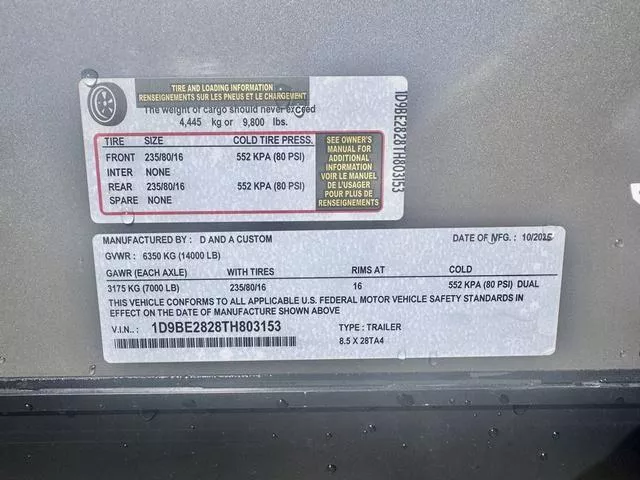 TIRE AND LOADING INFORMATION
RENSEIGNEMENTS SUR LES PNEUS ET LE CHARGEMENT
The weight of cargo should never exceed
4,445 kg or 9,800 lbs.
TIRE SIZE COLD TIRE PRESS.
FRONT 235/80/16 552 KPA (80 PSI)
INTER NONE
REAR 235/80/16 552 KPA (80 PSI)
SPARE NONE
SEE OWNER'S
MANUAL FOR
ADDITIONAL
INFORMATION
VOIR LE MANUEL
DE L'USAGER
POUR PLUS DE
RENSEIGNEMENTS
1D9BE2828TH803153
MANUFACTURED BY: D AND A CUSTOM DATE OF MFG.: 10/2025
GVWR: 6350 KG (14000 LB)
GAWR (EACH AXLE) WITH TIRES RIMS AT COLD
3175 KG (7000 LB) 235/80/16 16 552 KPA (80 PSI) DUAL
THIS VEHICLE CONFORMS TO ALL APPLICABLE U.S. FEDERAL MOTOR VEHICLE SAFETY STANDARDS IN
EFFECT ON THE DATE OF MANUFACTURE SHOWN ABOVE
V.I.N.: 1D9BE2828TH803153 TYPE: TRAILER
8.5 X 28TA4